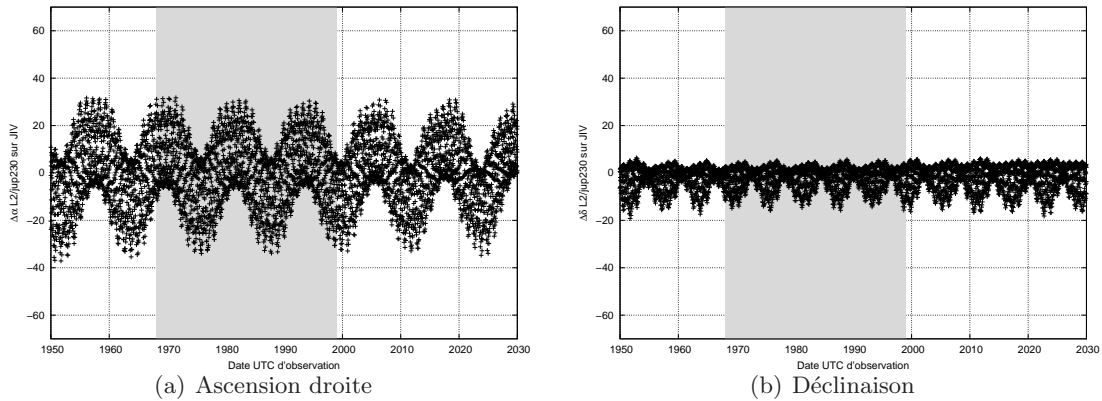 60
40
20
0
−20
−40
−60
Δα L2/jup230 sur JIV
1950 1960 1970 1980 1990 2000 2010 2020 2030
Date UTC d'observation
(a) Ascension droite
60
40
20
0
−20
−40
−60
Δδ L2/jup230 sur JIV
1950 1960 1970 1980 1990 2000 2010 2020 2030
Date UTC d'observation
(b) Déclinaison